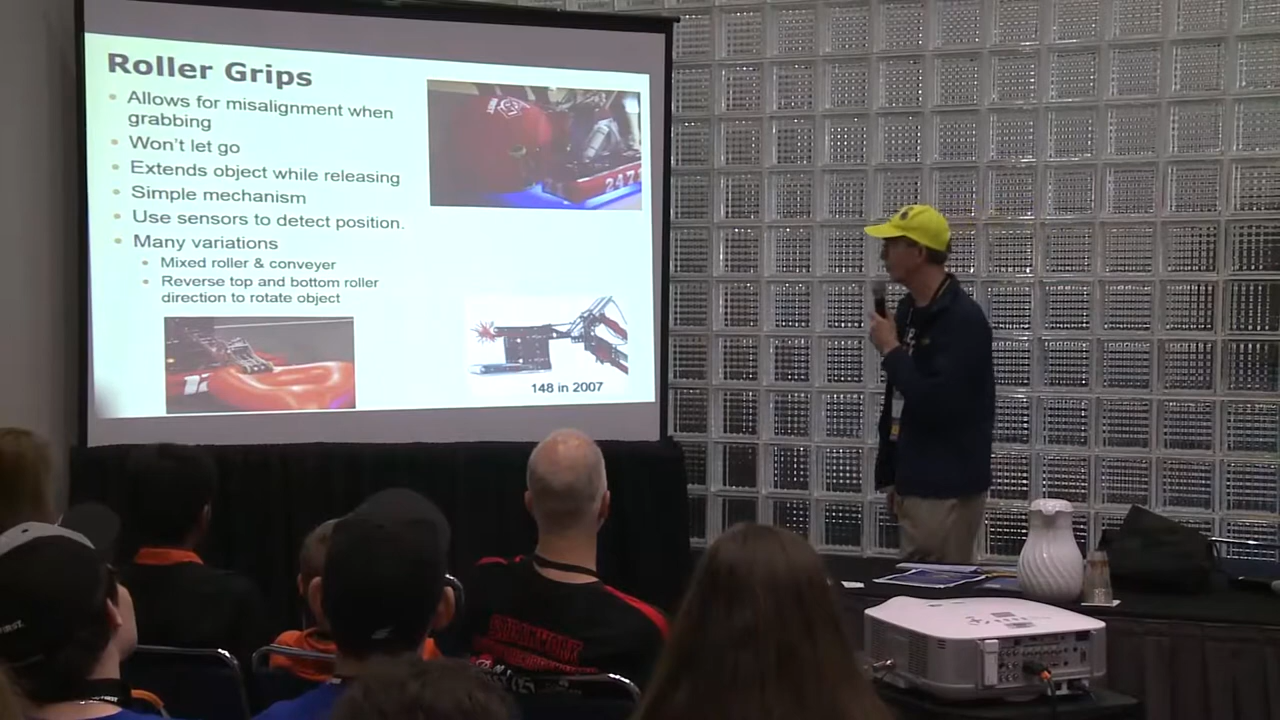 Roller Grips
Allows for misalignment when
grabbing
Won't let go
Extends object while releasing
Simple mechanism
Use sensors to detect position.
Many variations
Mixed roller & conveyer
Reverse top and bottom roller
direction to rotate object
2471
148 in 2007
FIRST